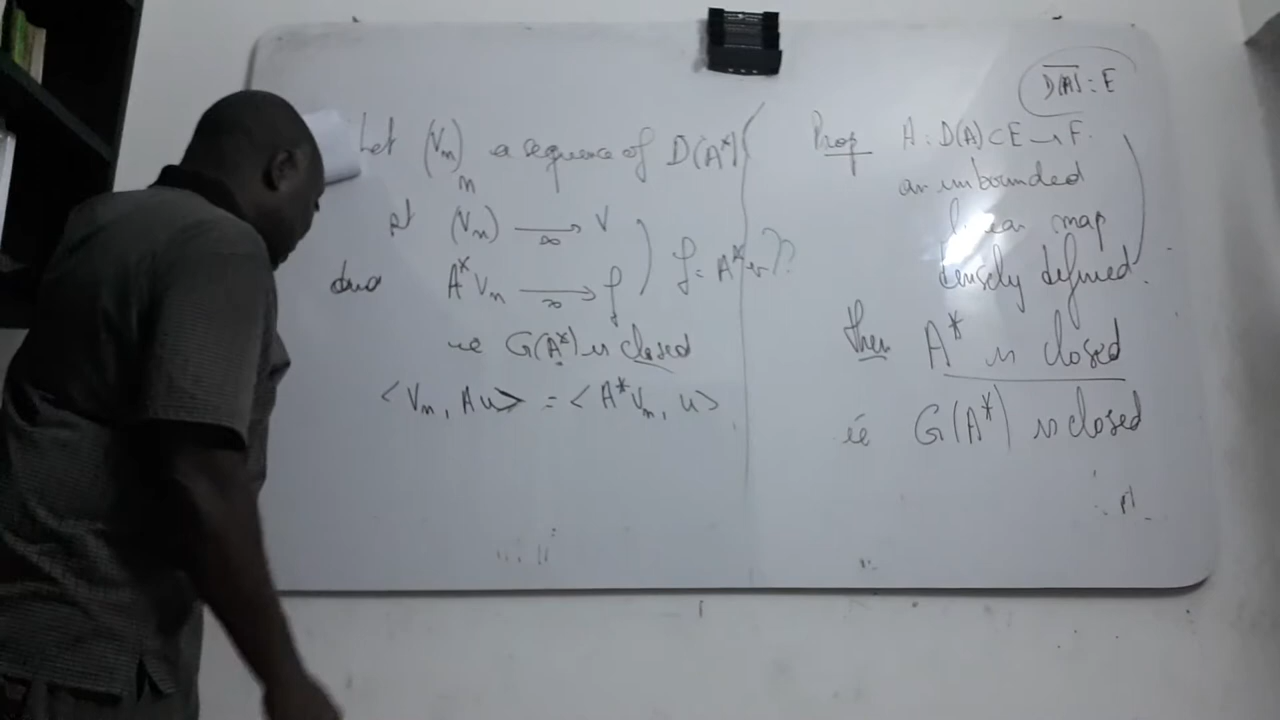 Let (Vn)n a sequence of D(A*)
st (Vn) →∞ V
and A*Vn →∞ f
f = A*v ??
ie G(A*) is closed
<Vn, Au> = <A*Vn, u>
D(A) = E
Prop A : D(A) ⊂ E → F.
an unbounded
linear map
densely defined.
then A* is closed
ie G(A*) is closed